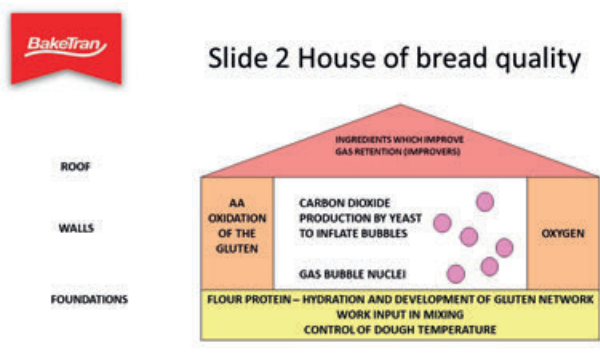 BakeTran
Slide 2 House of bread quality
INGREDIENTS WHICH IMPROVE
GAS RETENTION (IMPROVERS)
ROOF
WALLS
AA
OXIDATION
OF THE
GLUTEN
CARBON DIOXIDE
PRODUCTION BY YEAST
TO INFLATE BUBBLES
GAS BUBBLE NUCLEI
OXYGEN
FOUNDATIONS
FLOUR PROTEIN – HYDRATION AND DEVELOPMENT OF GLUTEN NETWORK
WORK INPUT IN MIXING
CONTROL OF DOUGH TEMPERATURE